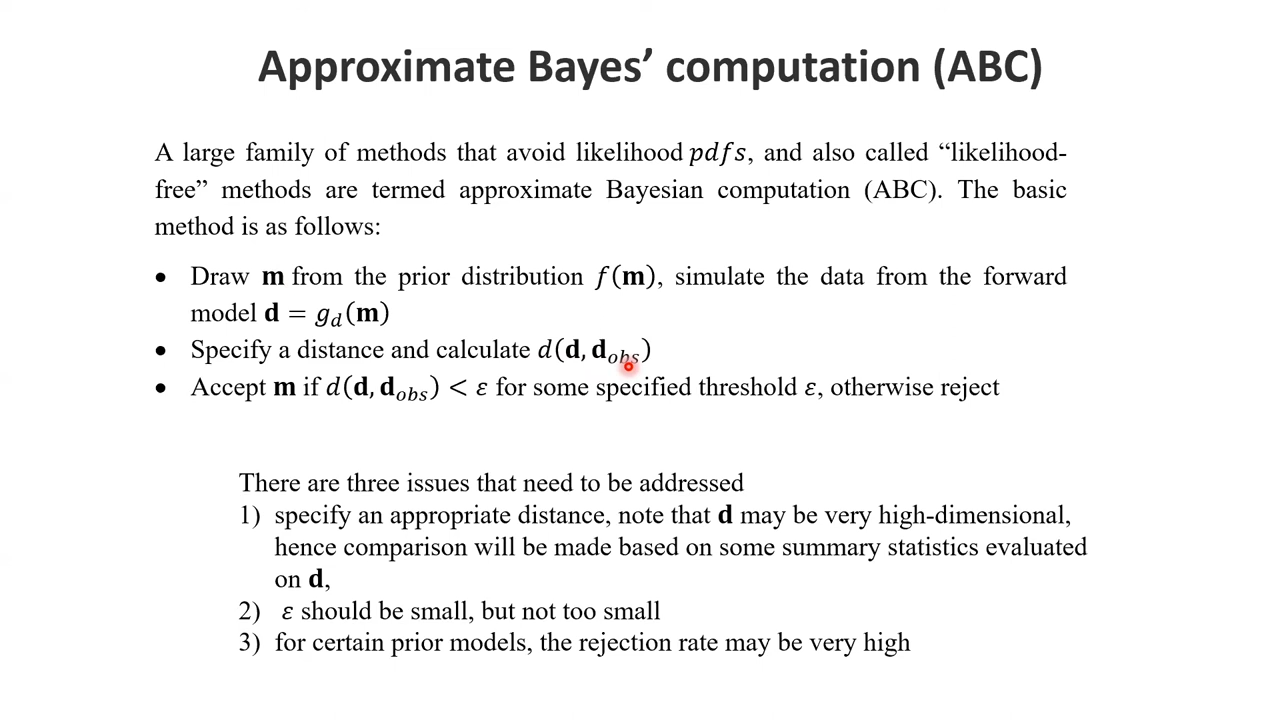 Approximate Bayes’ computation (ABC)
A large family of methods that avoid likelihood pdfs, and also called “likelihood-
free” methods are termed approximate Bayesian computation (ABC). The basic
method is as follows:
• Draw m from the prior distribution f(m), simulate the data from the forward
model d = g_d(m)
• Specify a distance and calculate d(d, d_obs)
• Accept m if d(d, d_obs) < ε for some specified threshold ε, otherwise reject
There are three issues that need to be addressed
1) specify an appropriate distance, note that d may be very high-dimensional,
hence comparison will be made based on some summary statistics evaluated
on d,
2) ε should be small, but not too small
3) for certain prior models, the rejection rate may be very high